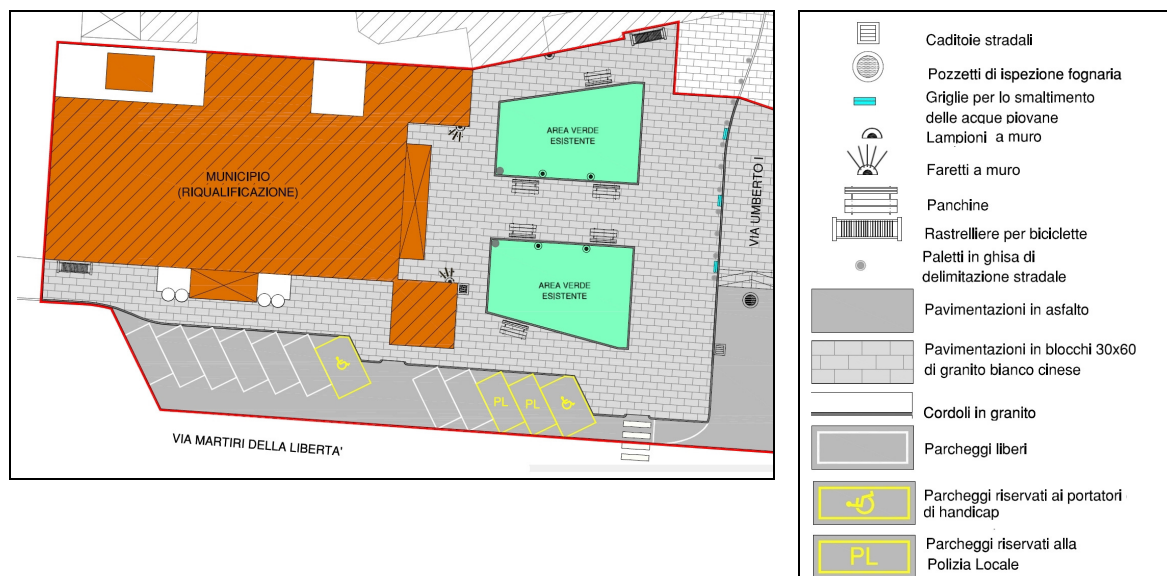 MUNICIPIO
(RIQUALIFICAZIONE)
AREA VERDE
ESISTENTE
AREA VERDE
ESISTENTE
VIA UMBERTO I
PL
PL
VIA MARTIRI DELLA LIBERTA'
Caditoie stradali
Pozzetti di ispezione fognaria
Griglie per lo smaltimento
delle acque piovane
Lampioni a muro
Faretti a muro
Panchine
Rastrelliere per biciclette
Paletti in ghisa di
delimitazione stradale
Pavimentazioni in asfalto
Pavimentazioni in blocchi 30x60
di granito bianco cinese
Cordoli in granito
Parcheggi liberi
Parcheggi riservati ai portatori
di handicap
PL
Parcheggi riservati alla
Polizia Locale